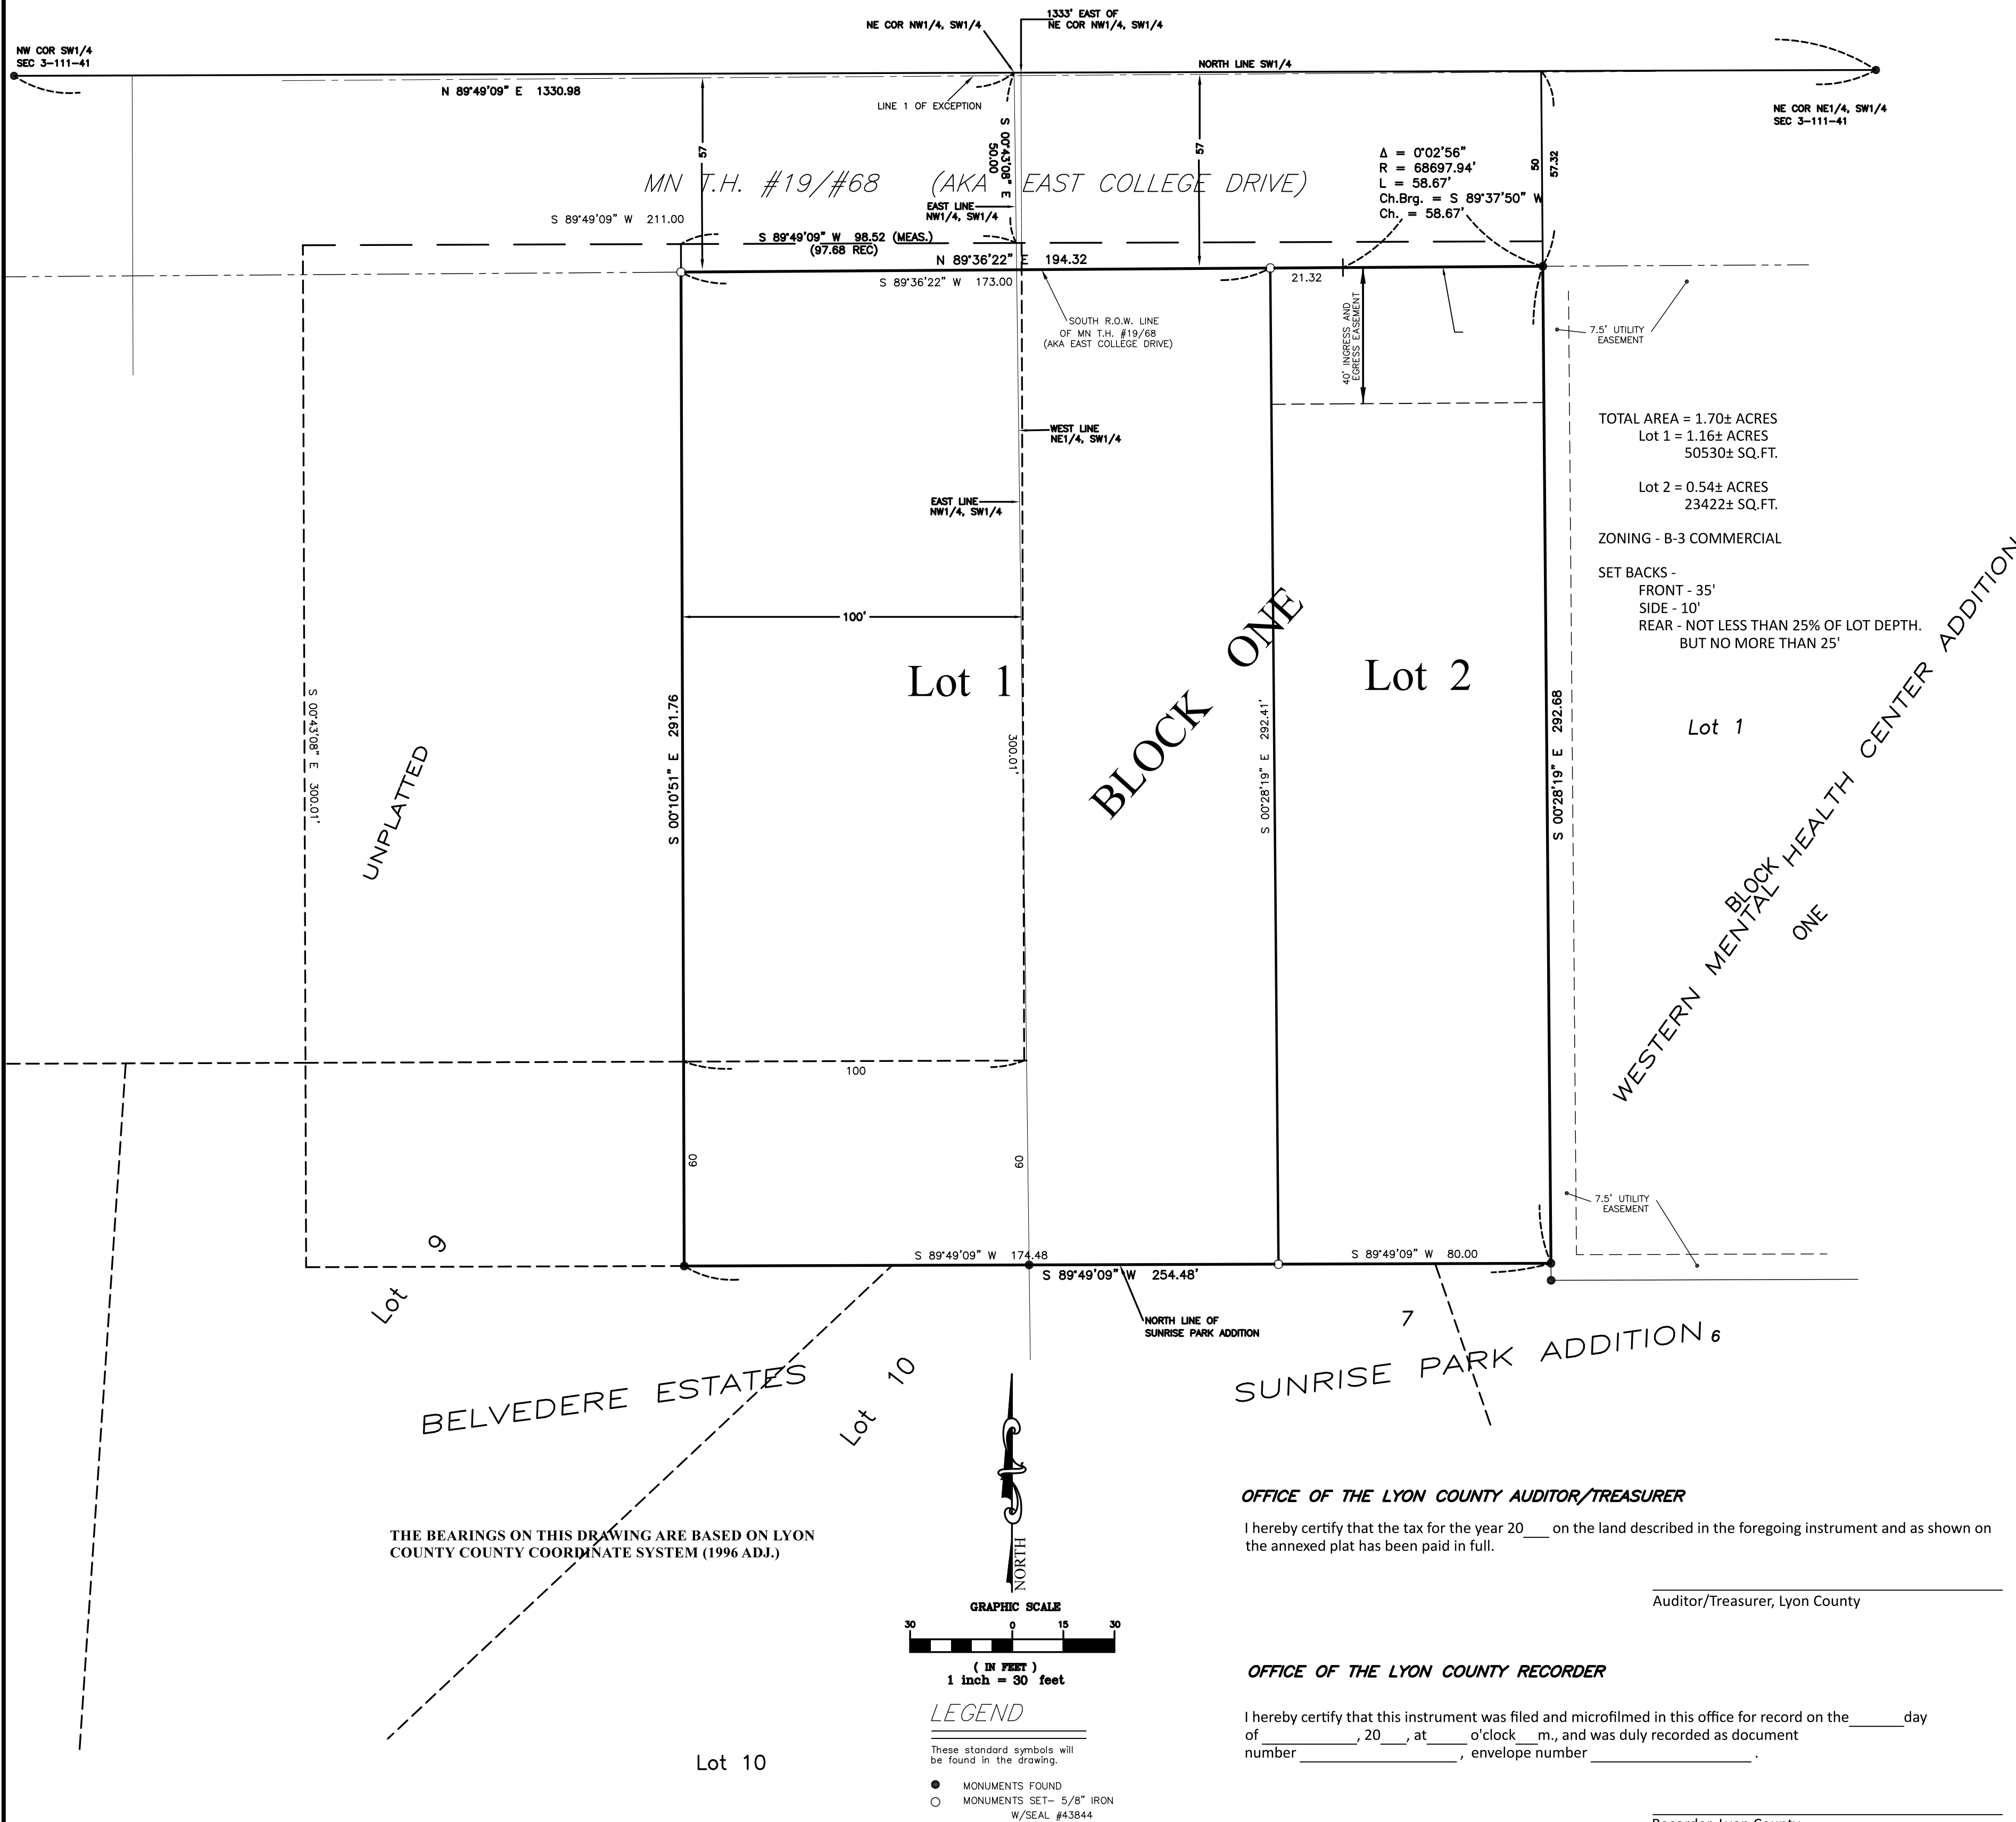 1333' EAST OF
NE COR NW1/4, SW1/4
NE COR NW1/4, SW1/4
NW COR SW1/4
SEC 3-111-41
NORTH LINE SW1/4
N 89°49'09" E 1330.98
LINE 1 OF EXCEPTION
NE COR NE1/4, SW1/4
SEC 3-111-41
S 00°43'08" E
50.00
57
57
50
57.32
Δ = 0°02'56"
R = 68697.94'
L = 58.67'
Ch.Brg. = S 89°37'50" W
Ch. = 58.67'
MN T.H. #19/#68 (AKA EAST COLLEGE DRIVE)
EAST LINE
NW1/4, SW1/4
S 89°49'09" W 211.00
S 89°49'09" W 98.52 (MEAS.)
(97.68 REC)
N 89°36'22" E 194.32
S 89°36'22" W 173.00
21.32
SOUTH R.O.W. LINE
OF MN T.H. #19/68
(AKA EAST COLLEGE DRIVE)
40' INGRESS AND
EGRESS EASEMENT
7.5' UTILITY
EASEMENT
WEST LINE
NE1/4, SW1/4
EAST LINE
NW1/4, SW1/4
TOTAL AREA = 1.70± ACRES
Lot 1 = 1.16± ACRES
50530± SQ.FT.
Lot 2 = 0.54± ACRES
23422± SQ.FT.
ZONING - B-3 COMMERCIAL
SET BACKS -
FRONT - 35'
SIDE - 10'
REAR - NOT LESS THAN 25% OF LOT DEPTH.
BUT NO MORE THAN 25'
100'
Lot 1
BLOCK ONE
Lot 2
Lot 1
S 00°43'08" E 300.01'
UNPLATTED
S 00°10'51" E 291.76
300.01'
S 00°28'19" E 292.41'
S 00°28'19" E 292.68
WESTERN MENTAL HEALTH CENTER ADDITION
BLOCK
ONE
100
60
60
7.5' UTILITY
EASEMENT
S 89°49'09" W 174.48
S 89°49'09" W 80.00
S 89°49'09" W 254.48'
NORTH LINE OF
SUNRISE PARK ADDITION
Lot 9
7
SUNRISE PARK ADDITION
6
BELVEDERE ESTATES
Lot 10
THE BEARINGS ON THIS DRAWING ARE BASED ON LYON
COUNTY COUNTY COORDINATE SYSTEM (1996 ADJ.)
NORTH
GRAPHIC SCALE
30 0 15 30
( IN FEET )
1 inch = 30 feet
LEGEND
These standard symbols will
be found in the drawing.
MONUMENTS FOUND
MONUMENTS SET- 5/8" IRON
W/SEAL #43844
Lot 10
OFFICE OF THE LYON COUNTY AUDITOR/TREASURER
I hereby certify that the tax for the year 20___ on the land described in the foregoing instrument and as shown on
the annexed plat has been paid in full.
Auditor/Treasurer, Lyon County
OFFICE OF THE LYON COUNTY RECORDER
I hereby certify that this instrument was filed and microfilmed in this office for record on the_______day
of ____________, 20___, at_____ o'clock___m., and was duly recorded as document
number ____________________, envelope number ____________________.
Recorder, Lyon County